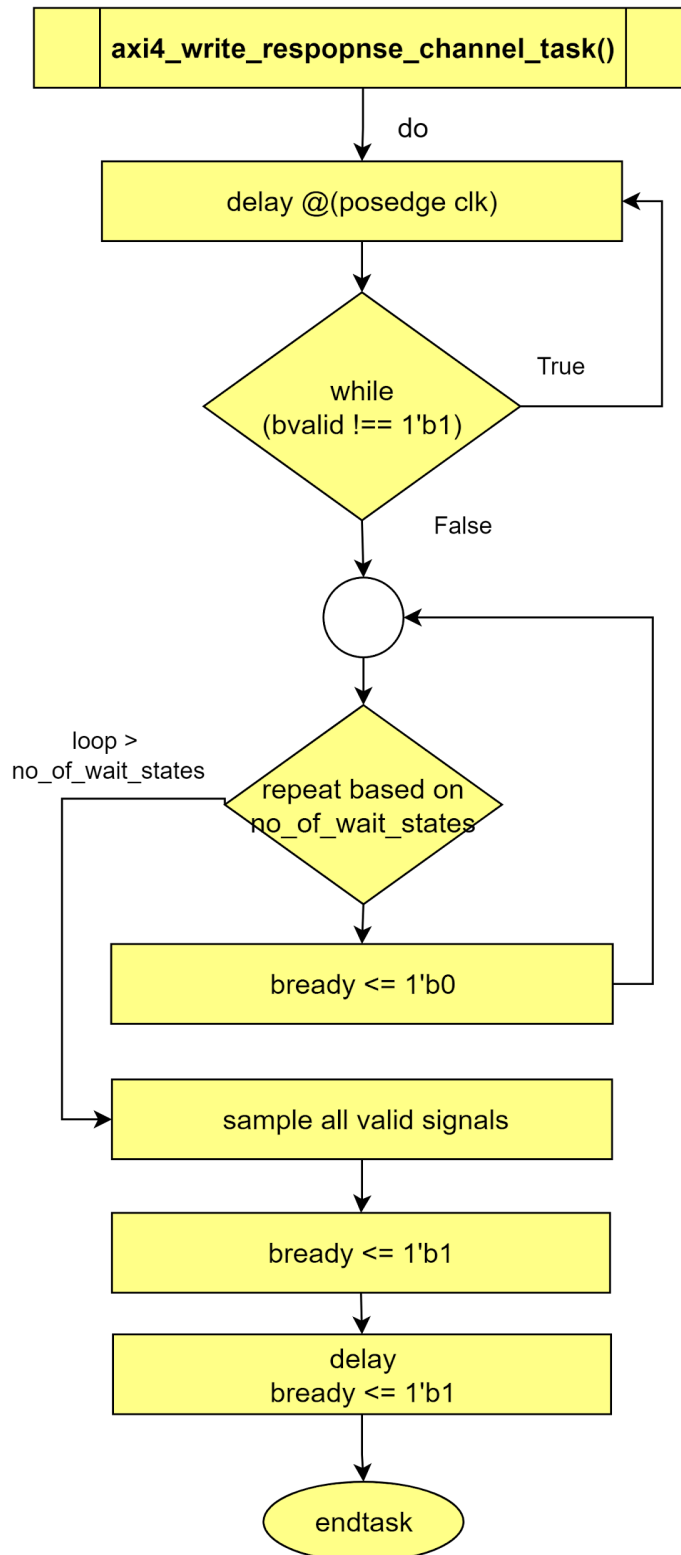 axi4_write_respopnse_channel_task()
do
delay @(posedge clk)
True
while
(bvalid !== 1'b1)
False
loop >
no_of_wait_states
repeat based on
no_of_wait_states
bready <= 1'b0
sample all valid signals
bready <= 1'b1
delay
bready <= 1'b1
endtask